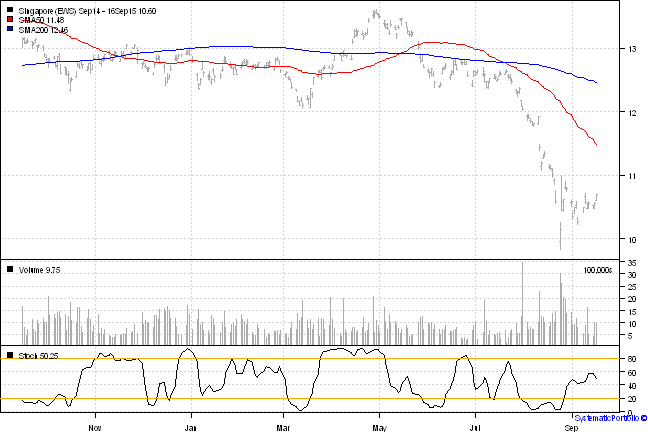 Singapore (EWS) Sep14 - 16Sep15 10.60
SMA50 11.48
SMA200 12.46
13
12
11
10
Volume 9.75
100,000s
35
30
25
20
15
10
5
Stoch 50.25
80
60
40
20
0
Nov
Jan
Mar
May
Jul
Sep
SystematicPortfolio ©